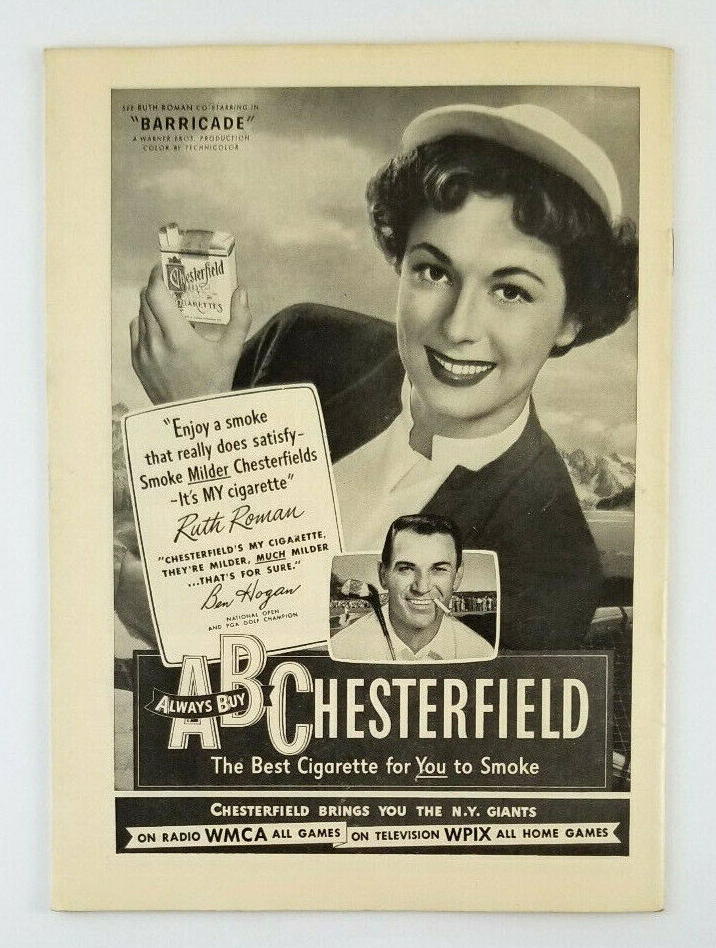 SEE RUTH ROMAN CO-STARRING IN
"BARRICADE"
A WARNER BROS. PRODUCTION
COLOR BY TECHNICOLOR
Chesterfield
CIGARETTES
"Enjoy a smoke
that really does satisfy–
Smoke Milder Chesterfields
–It's MY cigarette"
Ruth Roman
"CHESTERFIELD'S MY CIGARETTE,
THEY'RE MILDER, MUCH MILDER
...THAT'S FOR SURE."
Ben Hogan
NATIONAL OPEN
AND PGA GOLF CHAMPION
ABCHESTERFIELD
ALWAYS BUY
The Best Cigarette for You to Smoke
CHESTERFIELD BRINGS YOU THE N.Y. GIANTS
ON RADIO WMCA ALL GAMES ON TELEVISION WPIX ALL HOME GAMES